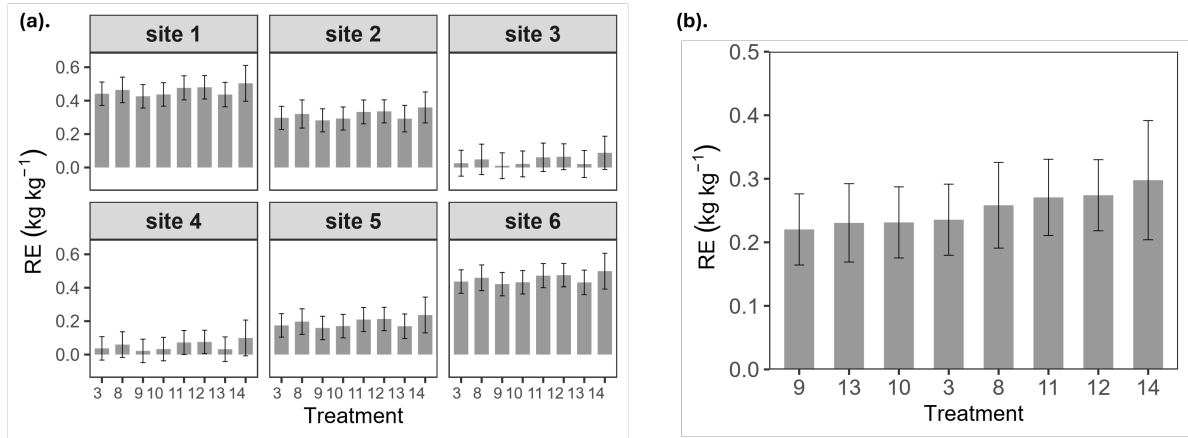 (a).
site 1 site 2 site 3
0.6
0.4
0.2
0.0
site 4 site 5 site 6
0.6
0.4
0.2
0.0
RE (kg kg⁻¹)
3 8 9 10 11 12 13 14 3 8 9 10 11 12 13 14 3 8 9 10 11 12 13 14
Treatment
(b).
0.5
0.4
0.3
0.2
0.1
0.0
RE (kg kg⁻¹)
9 13 10 3 8 11 12 14
Treatment